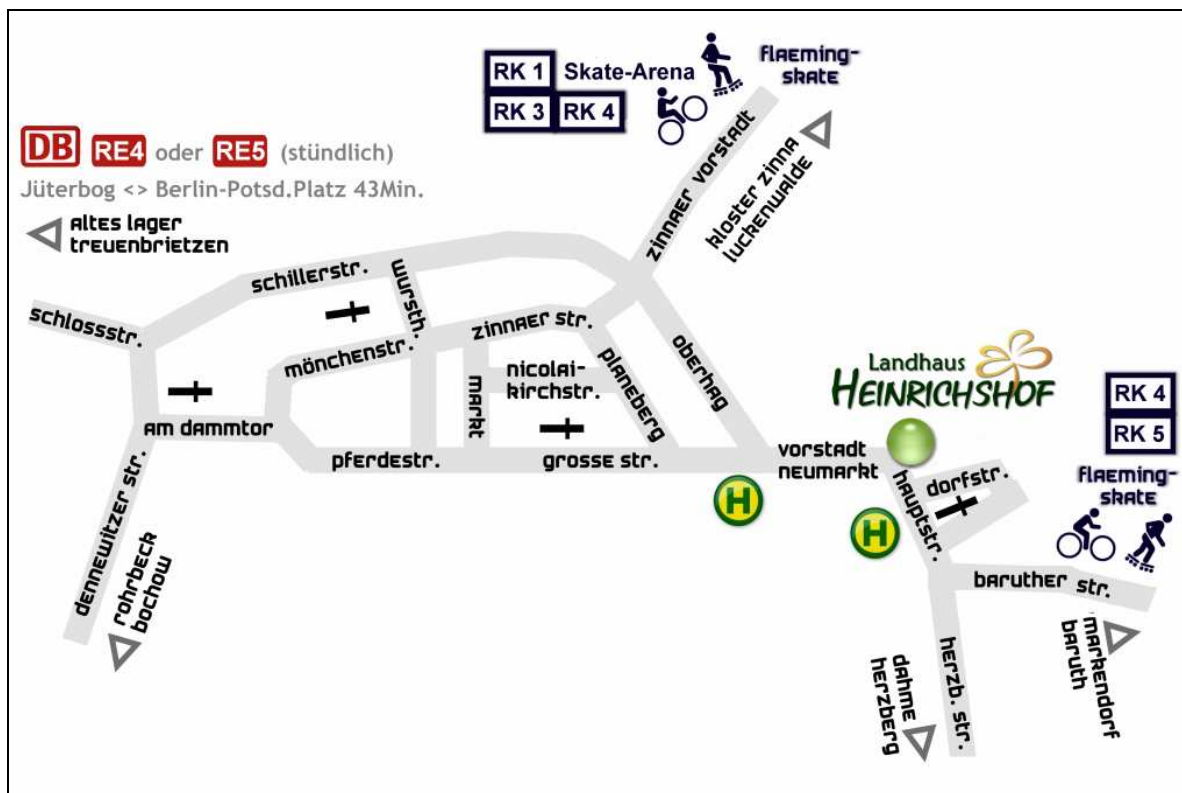 RK 1 Skate-Arena
RK 3 RK 4
flaeming-
skate
DB RE4 oder RE5 (stündlich)
Jüterbog <> Berlin-Potsd.Platz 43Min.
altes lager
treuenbrietzen
zinnaer vorstadt
kloster zinna
luckenwalde
schillerstr.
wursth.
schlossstr.
mönchenstr.
zinnaer str.
nicolai-
kirchstr.
markt
planeberg
oberhag
Landhaus
HEINRICHSHOF
RK 4
RK 5
am dammtor
pferdestr.
grosse str.
vorstadt
neumarkt
H
H
hauptstr.
dorfstr.
flaeming-
skate
dennewitzer str.
rohrbeck
bochow
baruther str.
markendorf
baruth
herzb. str.
dahme
herzberg